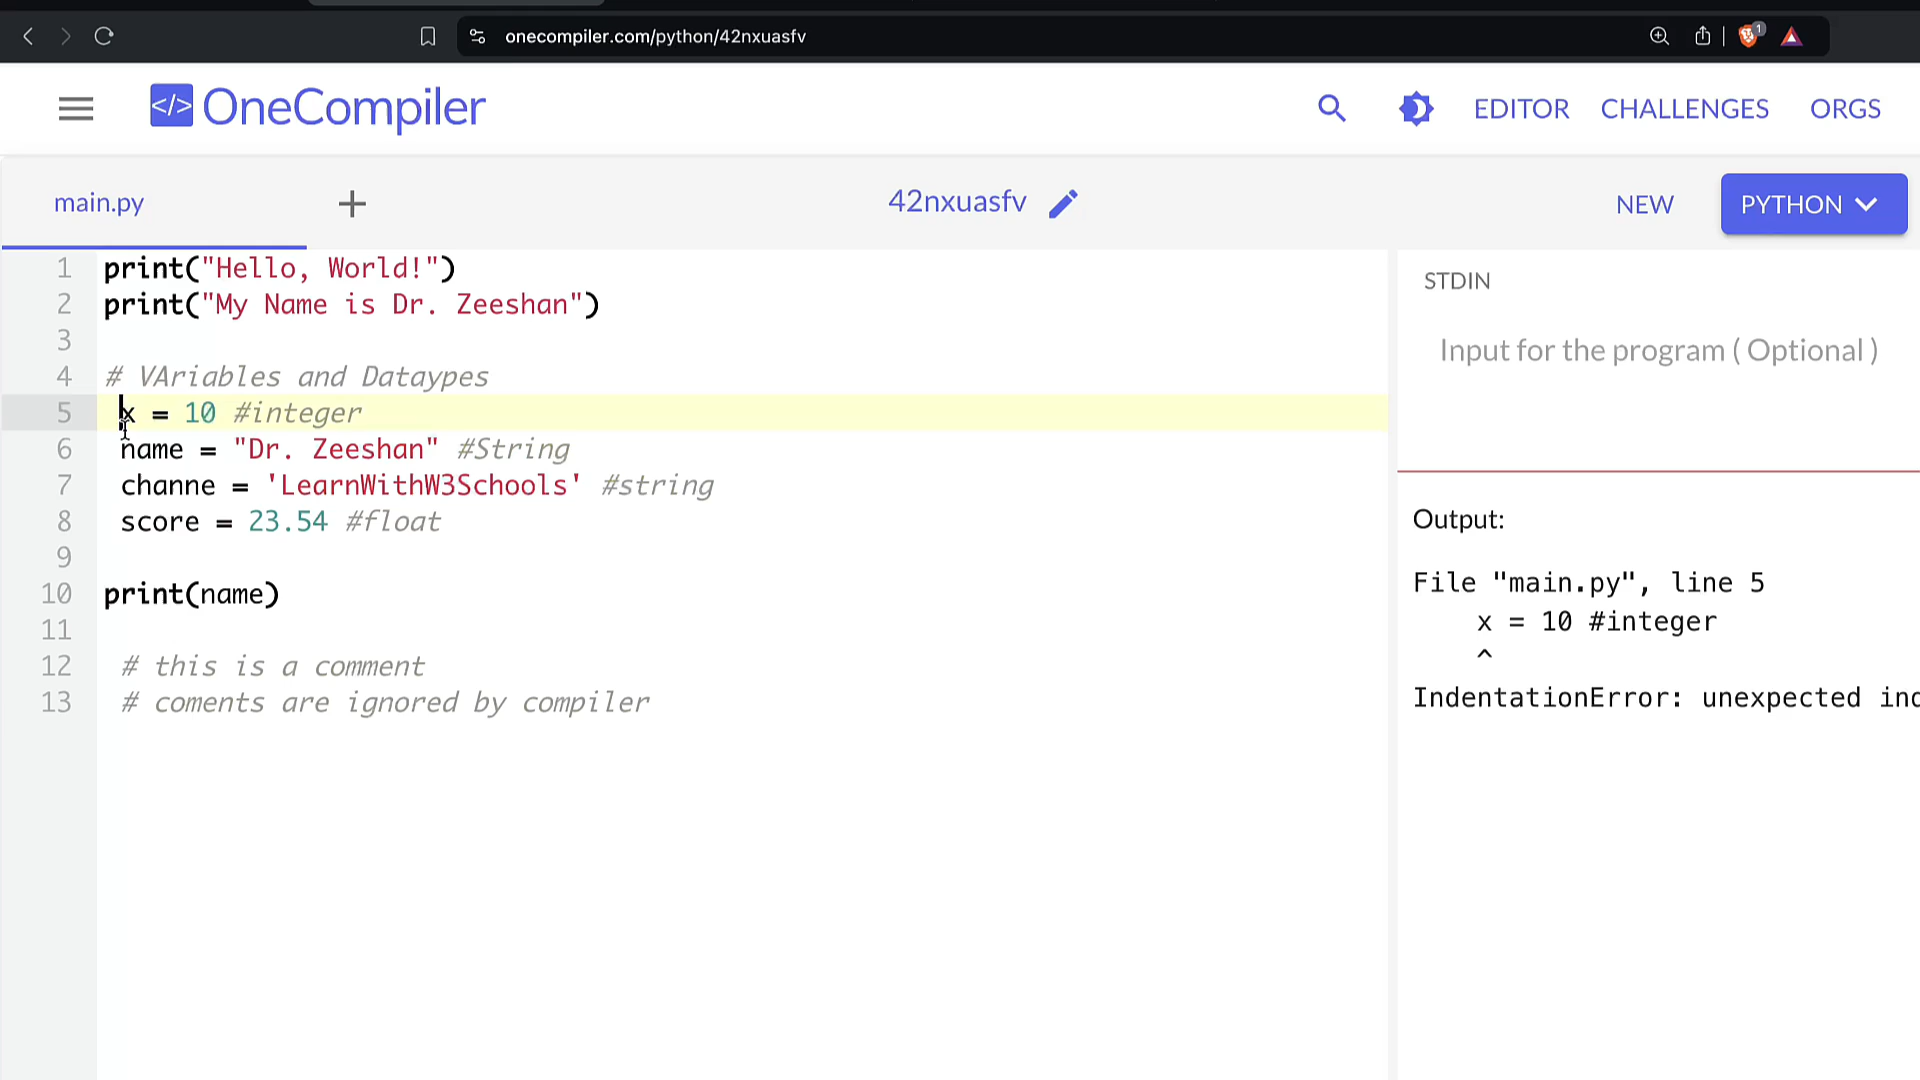 onecompiler.com/python/42nxuasfv
1
</> OneCompiler
EDITOR CHALLENGES ORGS
main.py + 42nxuasfv NEW PYTHON
1 print("Hello, World!")
2 print("My Name is Dr. Zeeshan")
3
4 # VAriables and Dataypes
5 x = 10 #integer
6 name = "Dr. Zeeshan" #String
7 channe = 'LearnWithW3Schools' #string
8 score = 23.54 #float
9
10 print(name)
11
12 # this is a comment
13 # coments are ignored by compiler
STDIN
Input for the program ( Optional )
Output:
File "main.py", line 5
x = 10 #integer
^
IndentationError: unexpected ind